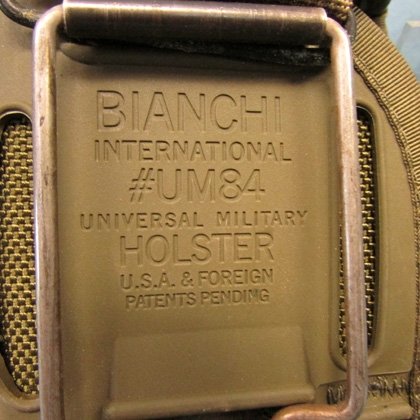 BIANCHI
INTERNATIONAL
#UM84
UNIVERSAL MILITARY
HOLSTER
U.S.A. & FOREIGN
PATENTS PENDING